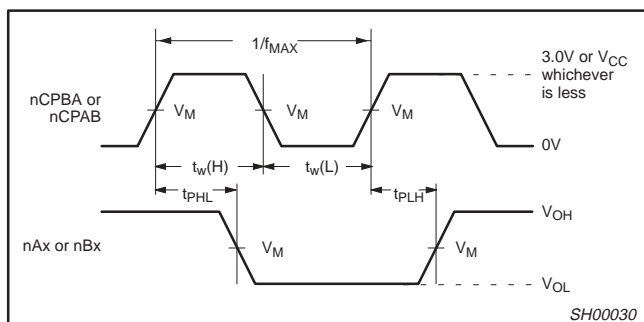 1/fMAX
3.0V or VCC
whichever
is less
nCPBA or
nCPAB
VM
VM
VM
0V
tw(H)
tw(L)
tPHL
tPLH
VOH
nAx or nBx
VM
VM
VOL
SH00030